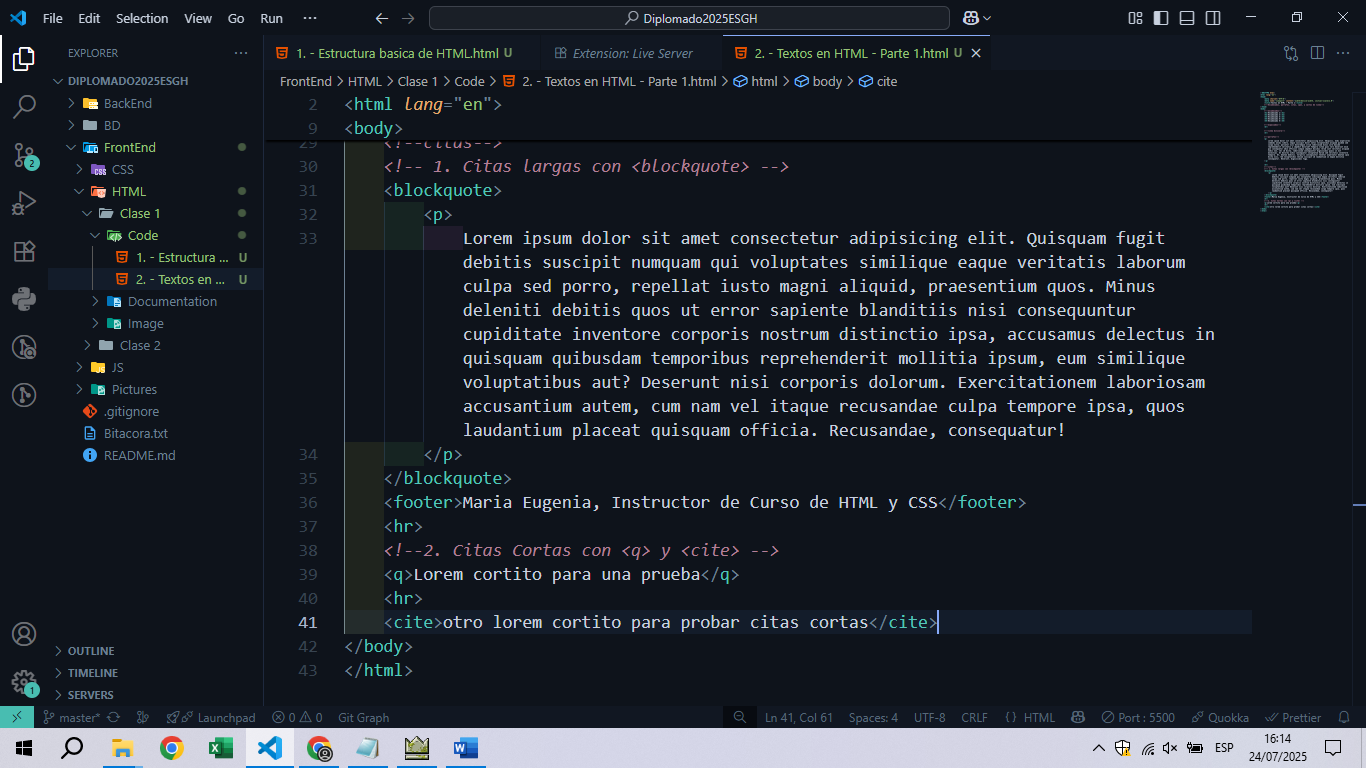 File Edit Selection View Go Run ··· Diplomado2025ESGH
EXPLORER ···
DIPLOMADO2025ESGH
BackEnd
BD
FrontEnd
CSS
HTML
Clase 1
Code
1. - Estructura ... U
2. - Textos en ... U
Documentation
Image
Clase 2
JS
Pictures
.gitignore
Bitacora.txt
README.md
OUTLINE
TIMELINE
SERVERS
2
1
1. - Estructura basica de HTML.html U Extension: Live Server 2. - Textos en HTML - Parte 1.html U
FrontEnd > HTML > Clase 1 > Code > 2. - Textos en HTML - Parte 1.html > html > body > cite
2 <html lang="en">
9 <body>
29 <!--citas-->
30 <!-- 1. Citas largas con <blockquote> -->
31 <blockquote>
32 <p>
33 Lorem ipsum dolor sit amet consectetur adipisicing elit. Quisquam fugit
debitis suscipit numquam qui voluptates similique eaque veritatis laborum
culpa sed porro, repellat iusto magni aliquid, praesentium quos. Minus
deleniti debitis quos ut error sapiente blanditiis nisi consequuntur
cupiditate inventore corporis nostrum distinctio ipsa, accusamus delectus in
quisquam quibusdam temporibus reprehenderit mollitia ipsum, eum similique
voluptatibus aut? Deserunt nisi corporis dolorum. Exercitationem laboriosam
accusantium autem, cum nam vel itaque recusandae culpa tempore ipsa, quos
laudantium placeat quisquam officia. Recusandae, consequatur!
34 </p>
35 </blockquote>
36 <footer>Maria Eugenia, Instructor de Curso de HTML y CSS</footer>
37 <hr>
38 <!--2. Citas Cortas con <q> y <cite> -->
39 <q>Lorem cortito para una prueba</q>
40 <hr>
41 <cite>otro lorem cortito para probar citas cortas</cite>
42 </body>
43 </html>
master* Launchpad 0 0 Git Graph Ln 41, Col 61 Spaces: 4 UTF-8 CRLF {} HTML Port : 5500 Quokka Prettier
ESP
16:14
24/07/2025